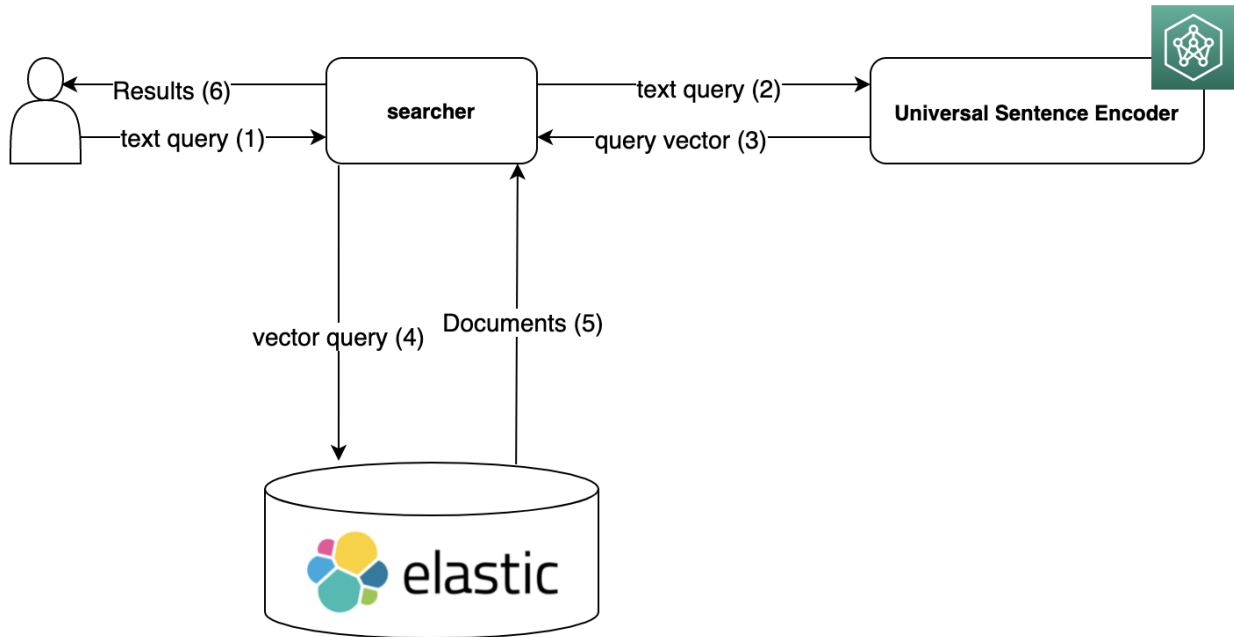 Results (6)
searcher
text query (2)
Universal Sentence Encoder
text query (1)
query vector (3)
vector query (4)
Documents (5)
elastic